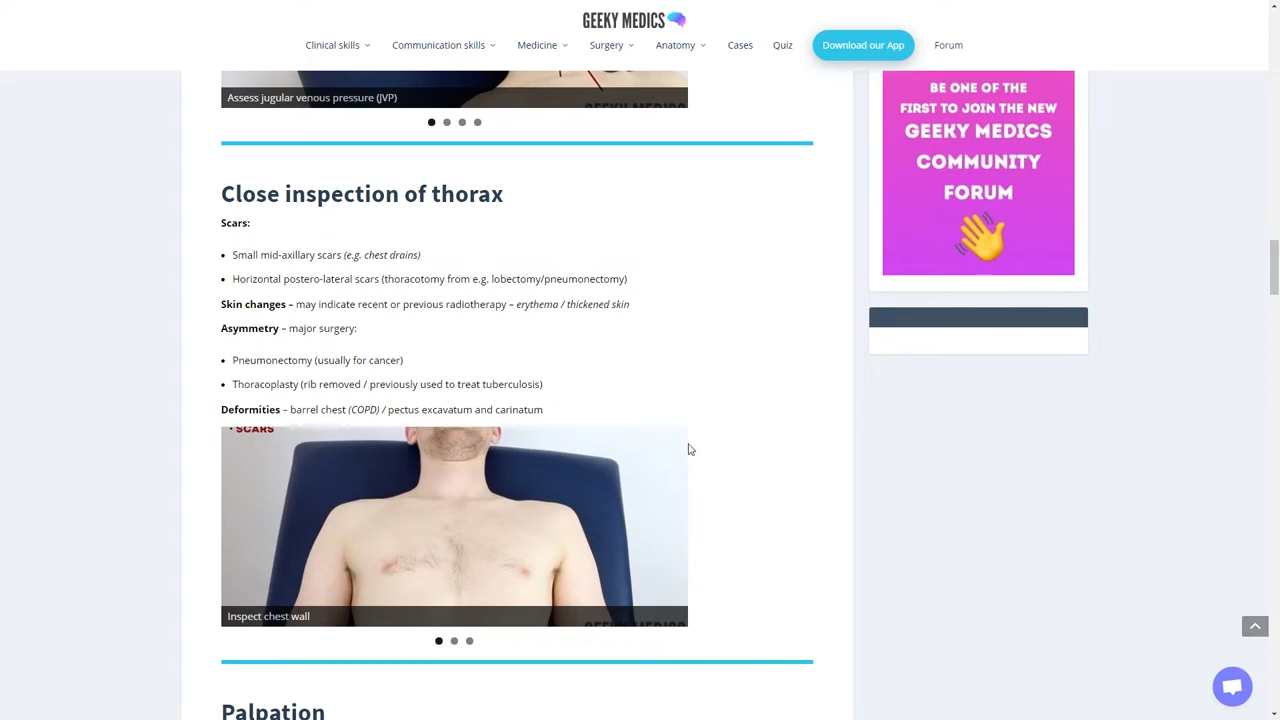 GEEKY MEDICS
Clinical skills
Communication skills
Medicine
Surgery
Anatomy
Cases
Quiz
Download our App
Forum
Assess jugular venous pressure (JVP)
GEEKY MEDICS
BE ONE OF THE
FIRST TO JOIN THE NEW
GEEKY MEDICS
COMMUNITY
FORUM
Close inspection of thorax
Scars:
• Small mid-axillary scars (e.g. chest drains)
• Horizontal postero-lateral scars (thoracotomy from e.g. lobectomy/pneumonectomy)
Skin changes – may indicate recent or previous radiotherapy – erythema / thickened skin
Asymmetry – major surgery:
• Pneumonectomy (usually for cancer)
• Thoracoplasty (rib removed / previously used to treat tuberculosis)
Deformities – barrel chest (COPD) / pectus excavatum and carinatum
• SCARS
Inspect chest wall
GEEKY MEDICS
Palpation